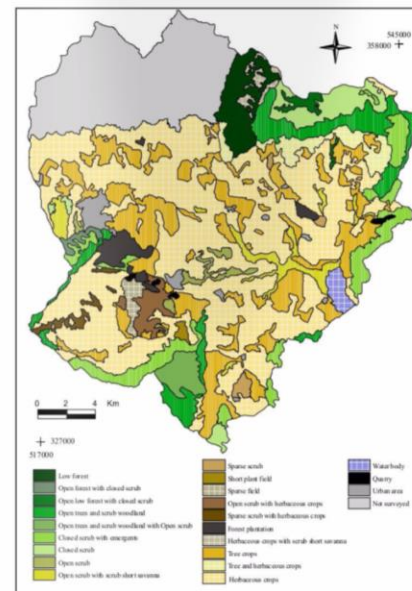 N
545000
358000
0 2 4 Km
327000
517000
Low forest
Open forest with closed scrub
Open low forest with closed scrub
Open trees and scrub woodland
Open trees and scrub woodland with Open scrub
Closed scrub with emergents
Closed scrub
Open scrub
Open scrub with scrub short savanna
Sparse scrub
Short plant field
Sparse field
Open scrub with herbaceous crops
Sparse scrub with herbaceous crops
Forest plantation
Herbaceous crops with scrub short savanna
Tree crops
Tree and herbaceous crops
Herbaceous crops
Water body
Quarry
Urban area
Not surveyed